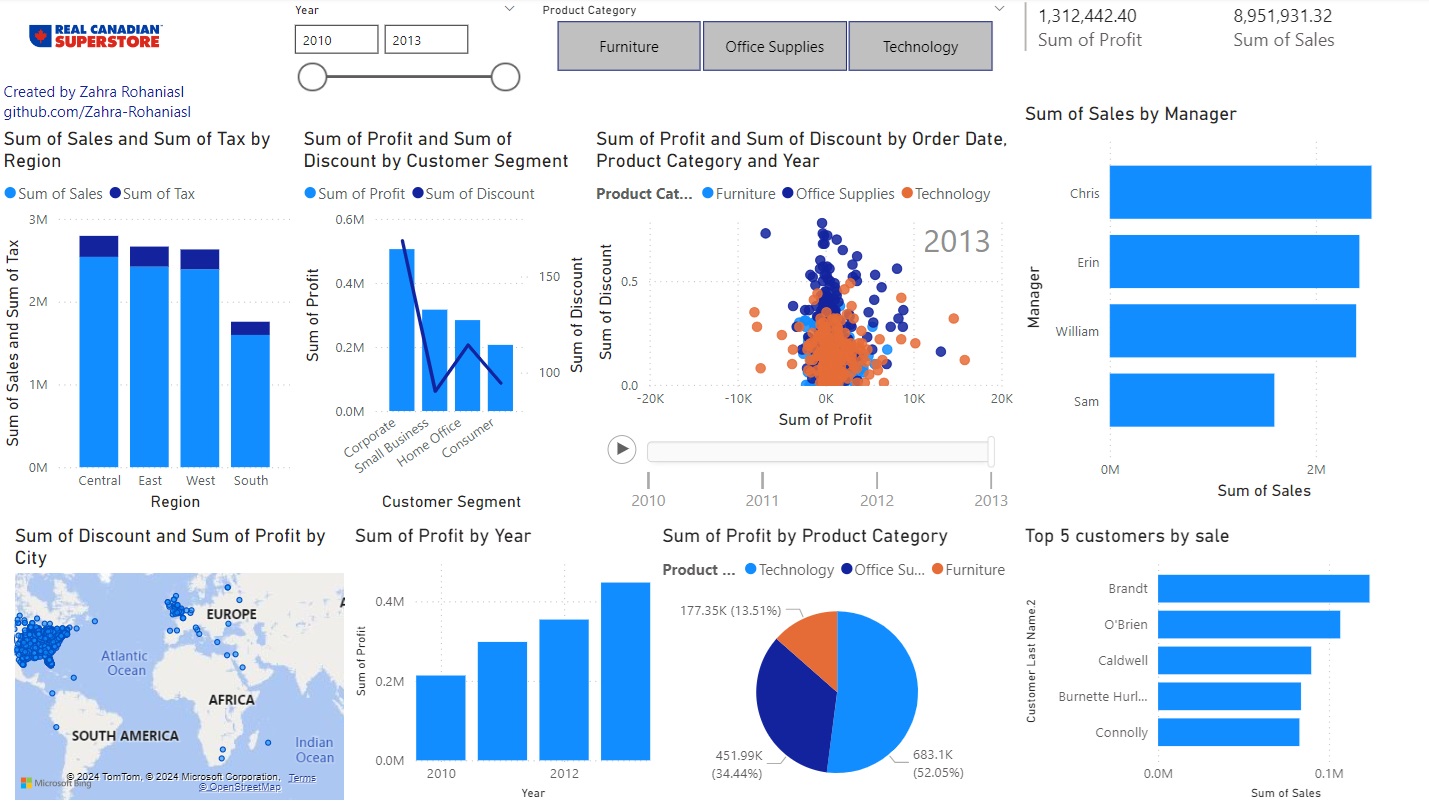 REAL CANADIAN
SUPERSTORE
Created by Zahra Rohaniasl
github.com/Zahra-Rohaniasl
Year
2010
2013
Product Category
Furniture
Office Supplies
Technology
1,312,442.40
Sum of Profit
8,951,931.32
Sum of Sales
Sum of Sales and Sum of Tax by
Region
Sum of Sales
Sum of Tax
Sum of Sales and Sum of Tax
3M
2M
1M
0M
Central
East
West
South
Region
Sum of Profit and Sum of
Discount by Customer Segment
Sum of Profit
Sum of Discount
Sum of Profit
0.6M
0.4M
0.2M
0.0M
150
100
Sum of Discount
Corporate
Small Business
Home Office
Consumer
Customer Segment
Sum of Profit and Sum of Discount by Order Date,
Product Category and Year
Product Cat...
Furniture
Office Supplies
Technology
2013
Sum of Discount
0.5
0.0
-20K
-10K
0K
10K
20K
Sum of Profit
2010
2011
2012
2013
Sum of Sales by Manager
Manager
Chris
Erin
William
Sam
0M
2M
Sum of Sales
Sum of Discount and Sum of Profit by
City
EUROPE
Atlantic
Ocean
AFRICA
SOUTH AMERICA
Indian
Ocean
Microsoft Bing
© 2024 TomTom, © 2024 Microsoft Corporation,
Terms
© OpenStreetMap
Sum of Profit by Year
Sum of Profit
0.4M
0.2M
0.0M
2010
2012
Year
Sum of Profit by Product Category
Product ...
Technology
Office Su...
Furniture
177.35K (13.51%)
451.99K
(34.44%)
683.1K
(52.05%)
Top 5 customers by sale
Customer Last Name.2
Brandt
O'Brien
Caldwell
Burnette Hurl...
Connolly
0.0M
0.1M
Sum of Sales